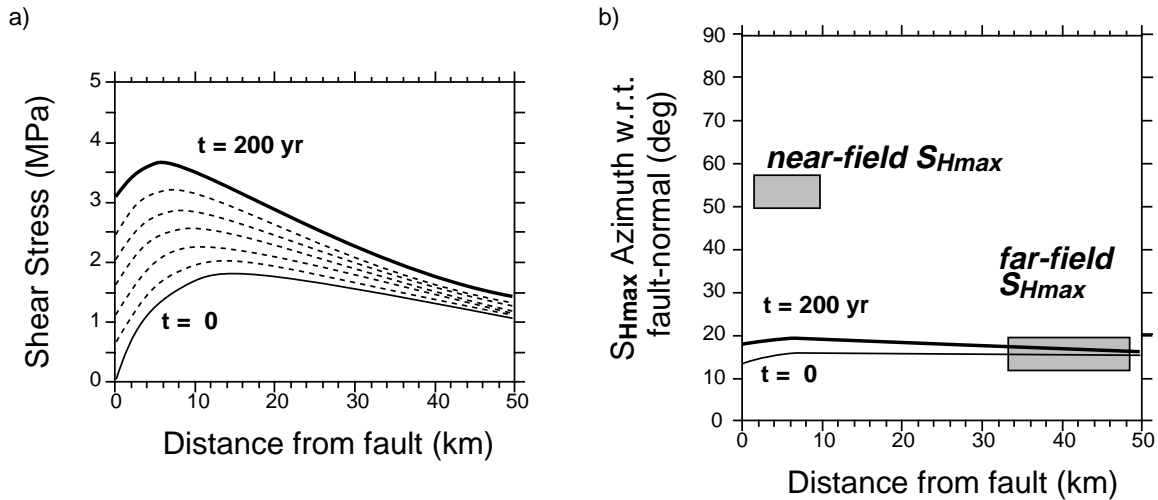 a)
Shear Stress (MPa)
5
4
3
2
1
0
t = 200 yr
t = 0
0 10 20 30 40 50
Distance from fault (km)
b)
SHmax Azimuth w.r.t.
fault-normal (deg)
90
80
70
60
50
40
30
20
10
0
near-field SHmax
far-field
SHmax
t = 200 yr
t = 0
0 10 20 30 40 50
Distance from fault (km)